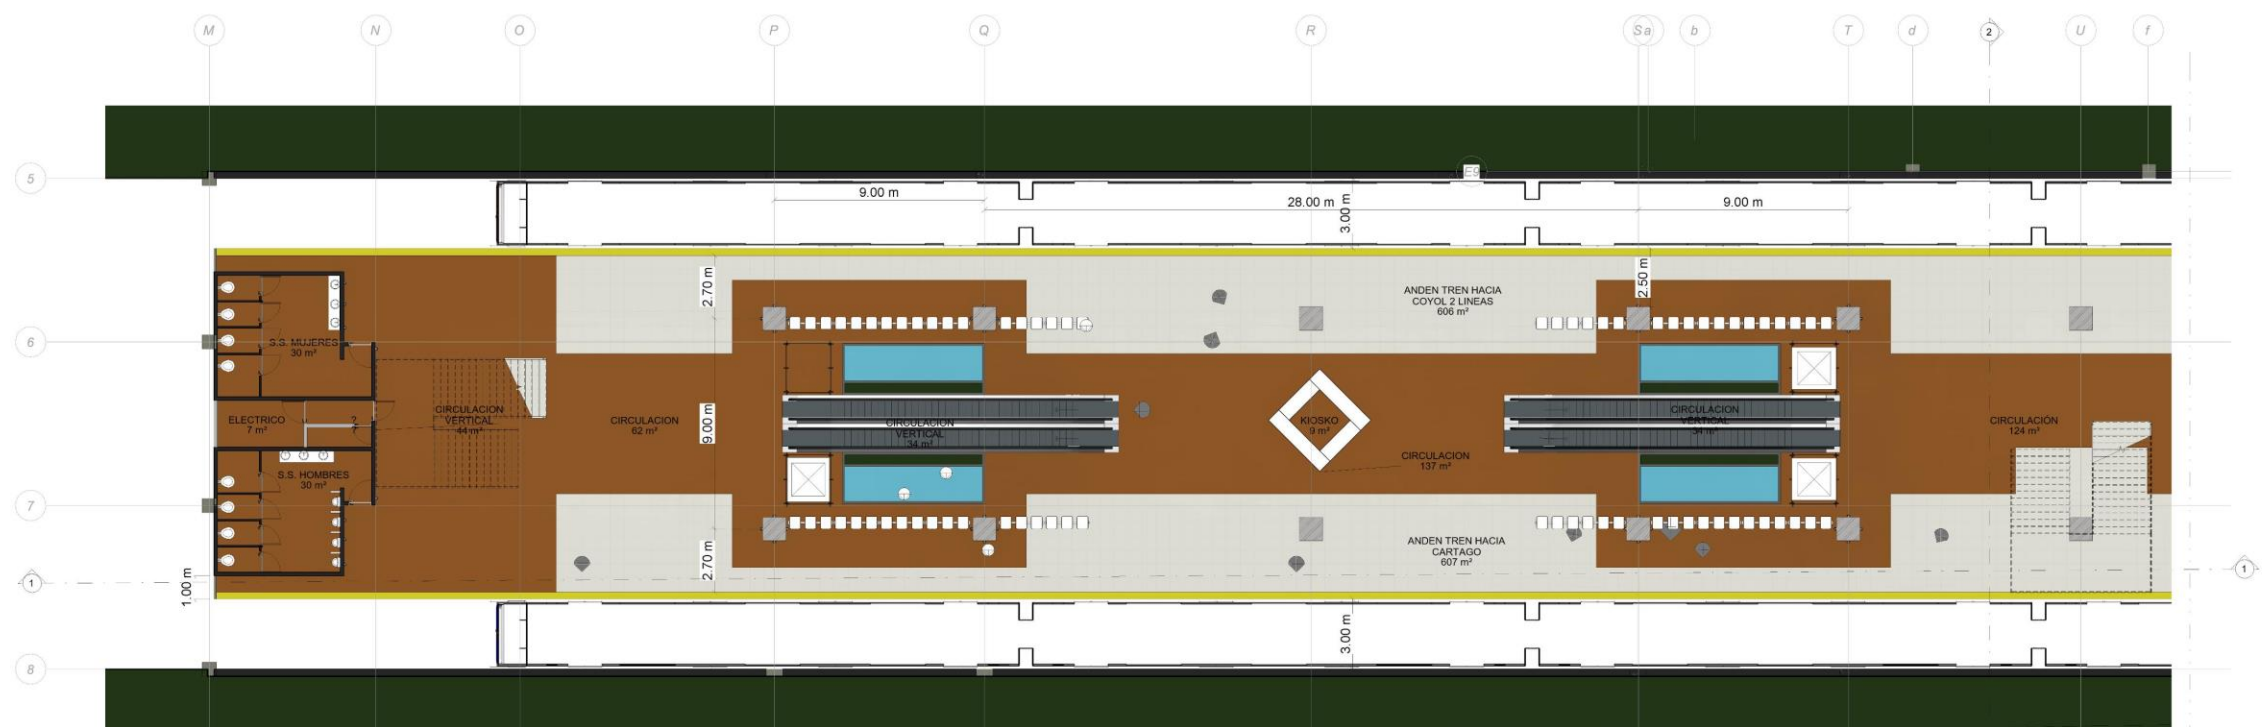 M N O P Q R S a b T d 2 U f
5
E9
9.00 m
28.00 m
3.00 m
9.00 m
2.70 m
2.50 m
ANDEN TREN HACIA
COYOL 2 LINEAS
606 m²
6
S.S. MUJERES
30 m²
ELECTRICO
7 m²
?
CIRCULACION
VERTICAL
44 m²
CIRCULACION
62 m²
9.00 m
CIRCULACION
VERTICAL
34 m²
KIOSKO
9 m²
CIRCULACION
137 m²
CIRCULACION
VERTICAL
34 m²
CIRCULACIÓN
124 m²
S.S. HOMBRES
30 m²
7
2.70 m
ANDEN TREN HACIA
CARTAGO
607 m²
1
1.00 m
1
3.00 m
8